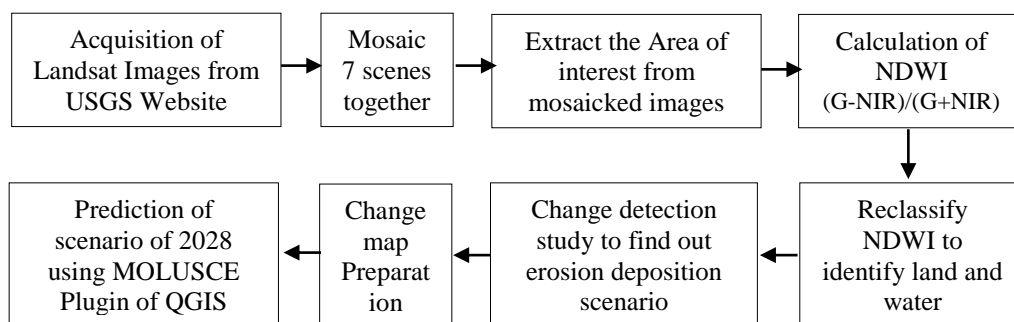 Acquisition of
Landsat Images from
USGS Website
Mosaic
7 scenes
together
Extract the Area of
interest from
mosaicked images
Calculation of
NDWI
(G-NIR)/(G+NIR)
Reclassify
NDWI to
identify land and
water
Change detection
study to find out
erosion deposition
scenario
Change
map
Preparat
ion
Prediction of
scenario of 2028
using MOLUSCE
Plugin of QGIS